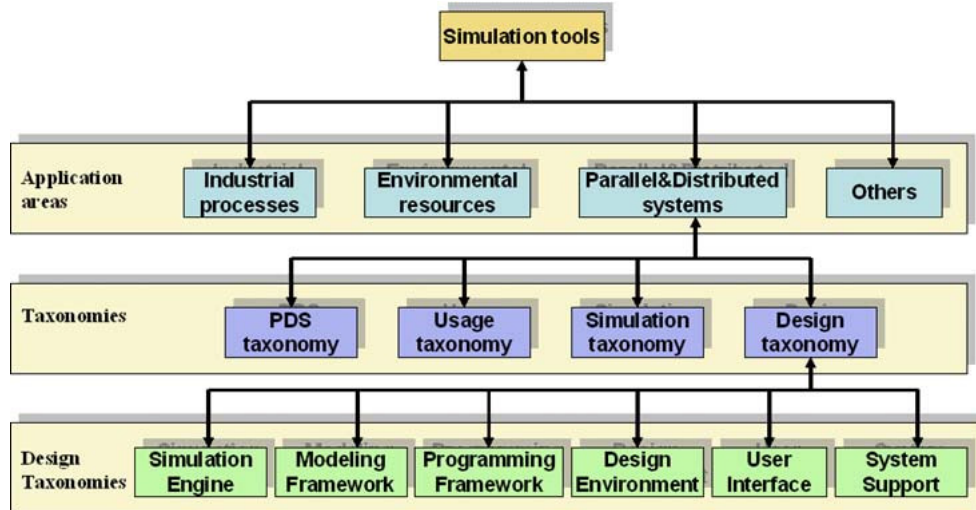 Simulation tools
Application
areas
Industrial
processes
Environmental
resources
Parallel&Distributed
systems
Others
Taxonomies
PDS
taxonomy
Usage
taxonomy
Simulation
taxonomy
Design
taxonomy
Design
Taxonomies
Simulation
Engine
Modeling
Framework
Programming
Framework
Design
Environment
User
Interface
System
Support